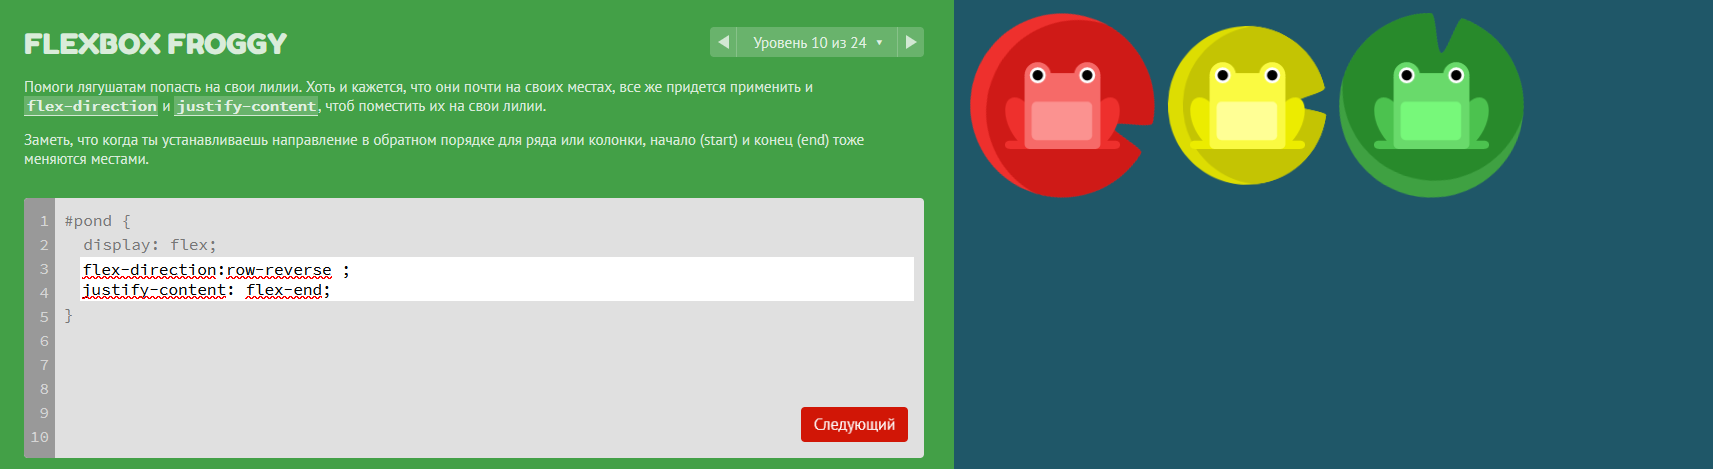 FLEXBOX FROGGY
Уровень 10 из 24
Помоги лягушатам попасть на свои лилии. Хоть и кажется, что они почти на своих местах, все же придется применить и
flex-direction и justify-content, чтоб поместить их на свои лилии.
Заметь, что когда ты устанавливаешь направление в обратном порядке для ряда или колонки, начало (start) и конец (end) тоже
меняются местами.
1 #pond {
2 display: flex;
3 flex-direction:row-reverse ;
4 justify-content: flex-end;
5 }
6
7
8
9
10
Следующий